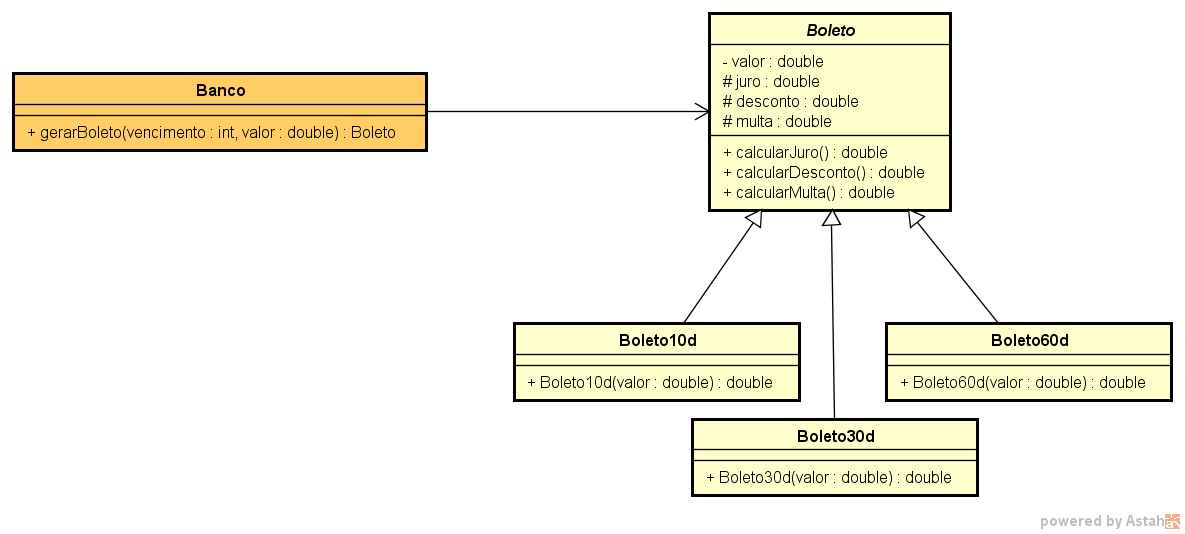 Boleto
- valor : double
# juro : double
# desconto : double
# multa : double
+ calcularJuro() : double
+ calcularDesconto() : double
+ calcularMulta() : double
Banco
+ gerarBoleto(vencimento : int, valor : double) : Boleto
Boleto10d
+ Boleto10d(valor : double) : double
Boleto60d
+ Boleto60d(valor : double) : double
Boleto30d
+ Boleto30d(valor : double) : double
powered by Astah